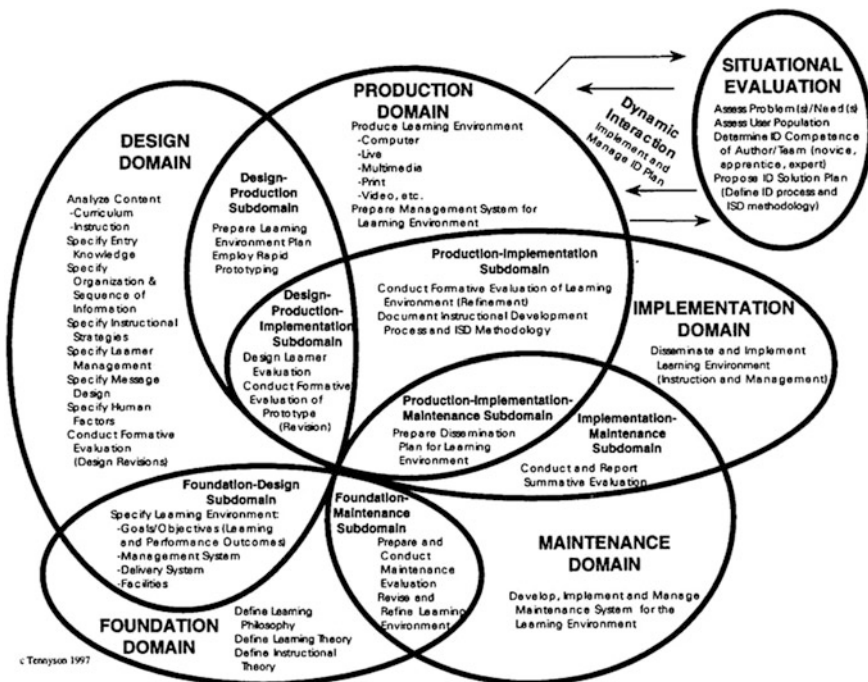 SITUATIONAL
EVALUATION
Assess Problem(s)/Need(s)
Assess User Population
Determine ID Competence
of Author/Team (novice,
apprentice, expert)
Propose ID Solution Plan
(Define ID process and
ISD methodology)
Dynamic
Interaction
Implement and
Manage ID Plan
PRODUCTION
DOMAIN
Produce Learning Environment
-Computer
-Live
-Multimedia
-Print
-Video, etc.
Prepare Management System for
Learning Environment
DESIGN
DOMAIN
Analyze Content
-Curriculum
-Instruction
Specify Entry
Knowledge
Specify
Organization &
Sequence of
Information
Specify Instructional
Strategies
Specify Learner
Management
Specify Message
Design
Specify Human
Factors
Conduct Formative
Evaluation
(Design Revisions)
Design-
Production
Subdomain
Prepare Learning
Environment Plan
Employ Rapid
Prototyping
Design-
Production-
Implementation
Subdomain
Design Learner
Evaluation
Conduct Formative
Evaluation of
Prototype
(Revision)
Production-Implementation
Subdomain
Conduct Formative Evaluation of Learning
Environment (Refinement)
Document Instructional Development
Process and ISD Methodology
IMPLEMENTATION
DOMAIN
Disseminate and Implement
Learning Environment
(Instruction and Management)
Production-Implementation-
Maintenance Subdomain
Prepare Dissemination
Plan for Learning
Environment
Implementation-
Maintenance
Subdomain
Conduct and Report
Summative Evaluation
Foundation-Design
Subdomain
Specify Learning Environment:
-Goals/Objectives (Learning
and Performance Outcomes)
-Management System
-Delivery System
-Facilities
Foundation-
Maintenance
Subdomain
Prepare and
Conduct
Maintenance
Evaluation
Revise and
Refine Learning
Environment
MAINTENANCE
DOMAIN
Develop, Implement and Manage
Maintenance System for the
Learning Environment
FOUNDATION
DOMAIN
Define Learning
Philosophy
Define Learning Theory
Define Instructional
Theory
c Tennyson 1997